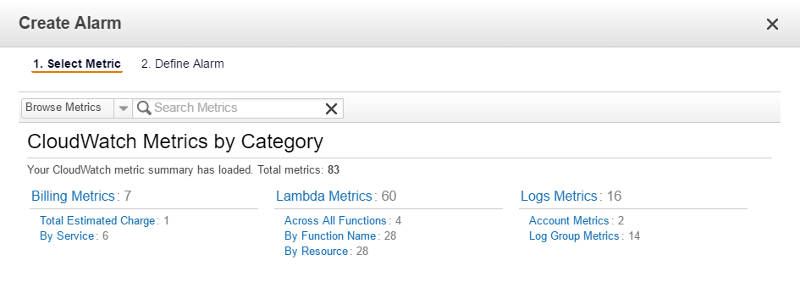 Create Alarm
1. Select Metric 2. Define Alarm
Browse Metrics Search Metrics
CloudWatch Metrics by Category
Your CloudWatch metric summary has loaded. Total metrics: 83
Billing Metrics: 7
Total Estimated Charge: 1
By Service: 6
Lambda Metrics: 60
Across All Functions: 4
By Function Name: 28
By Resource: 28
Logs Metrics: 16
Account Metrics: 2
Log Group Metrics: 14